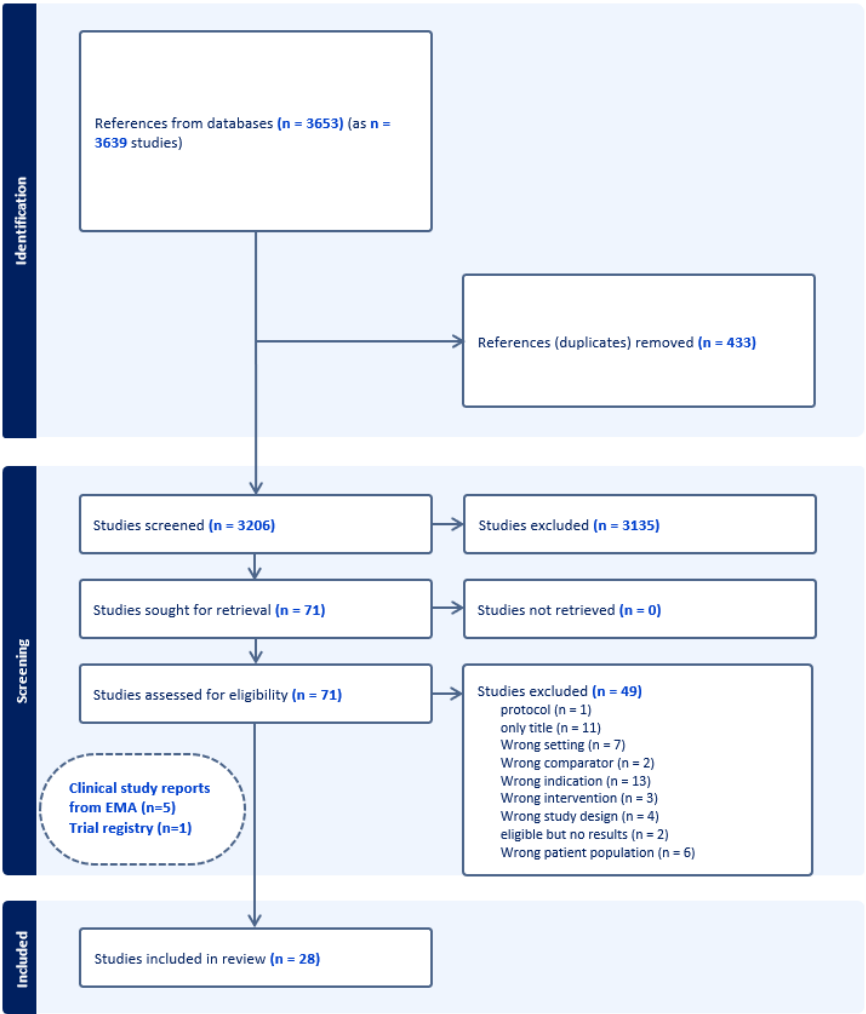 Identification
References from databases (n = 3653) (as n =
3639 studies)
References (duplicates) removed (n = 433)
Screening
Studies screened (n = 3206)
Studies excluded (n = 3135)
Studies sought for retrieval (n = 71)
Studies not retrieved (n = 0)
Studies assessed for eligibility (n = 71)
Studies excluded (n = 49)
protocol (n = 1)
only title (n = 11)
Wrong setting (n = 7)
Wrong comparator (n = 2)
Wrong indication (n = 13)
Wrong intervention (n = 3)
Wrong study design (n = 4)
eligible but no results (n = 2)
Wrong patient population (n = 6)
Clinical study reports
from EMA (n=5)
Trial registry (n=1)
Included
Studies included in review (n = 28)